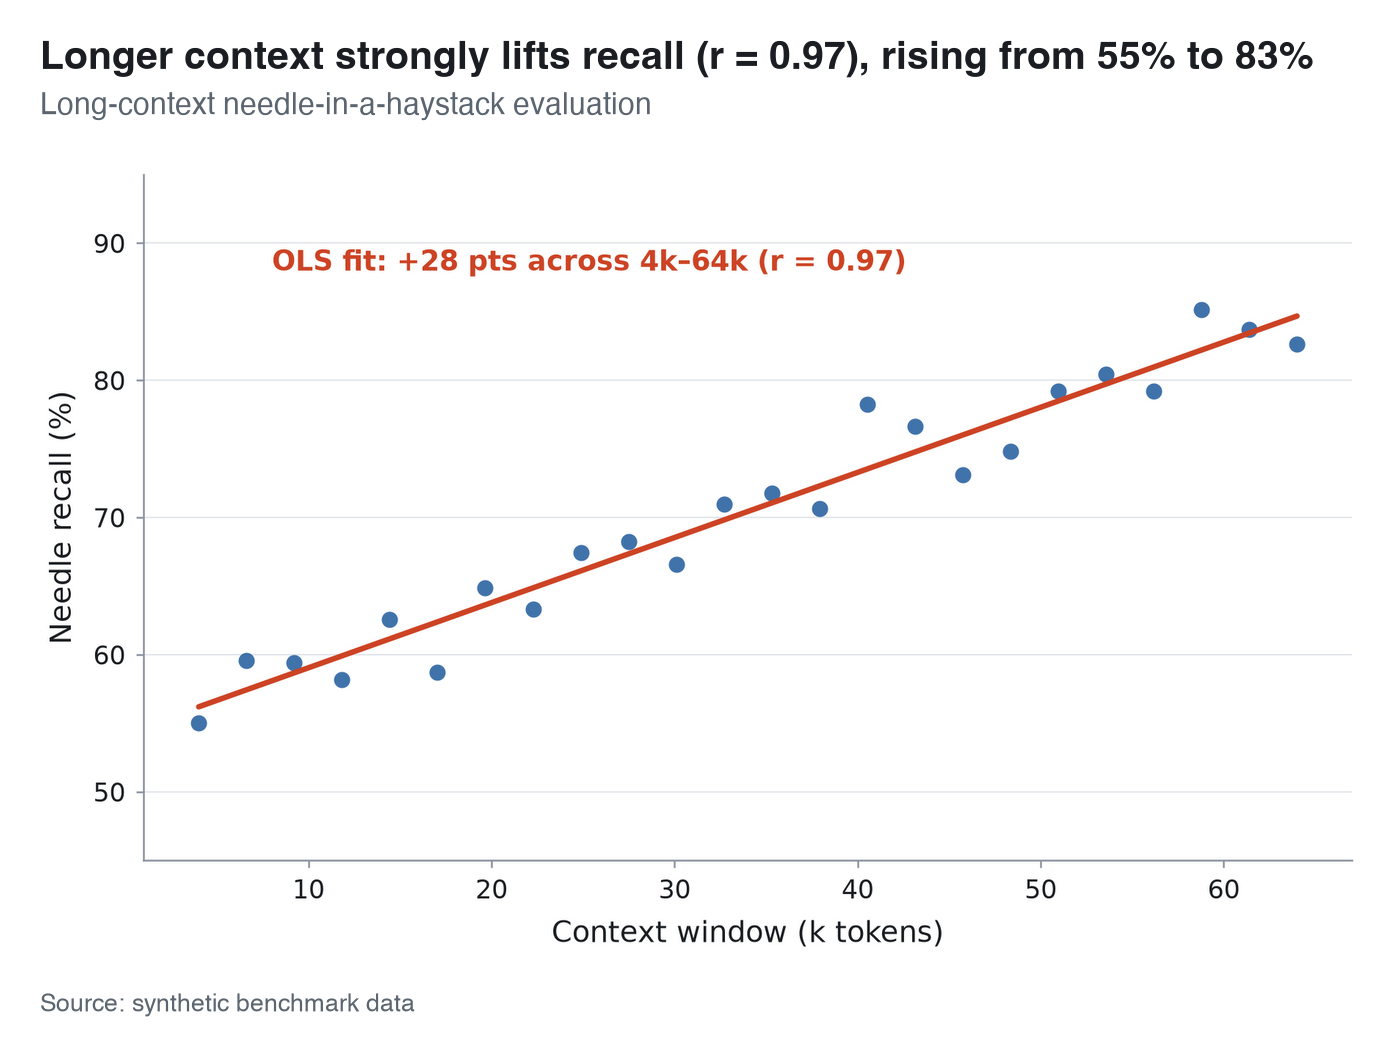 Longer context strongly lifts recall (r = 0.97), rising from 55% to 83%
Long-context needle-in-a-haystack evaluation
OLS fit: +28 pts across 4k–64k (r = 0.97)
Needle recall (%)
90
80
70
60
50
10 20 30 40 50 60
Context window (k tokens)
Source: synthetic benchmark data